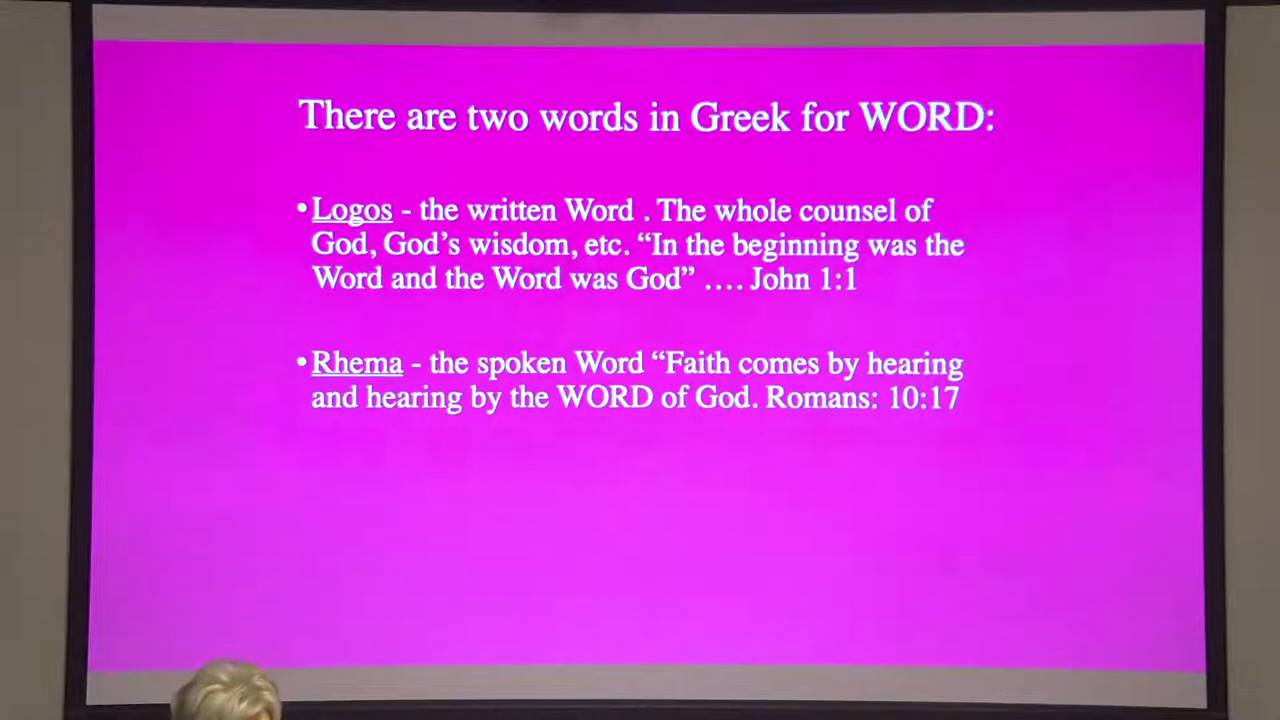 There are two words in Greek for WORD:
•Logos - the written Word . The whole counsel of
God, God’s wisdom, etc. “In the beginning was the
Word and the Word was God” …. John 1:1
•Rhema - the spoken Word “Faith comes by hearing
and hearing by the WORD of God. Romans: 10:17